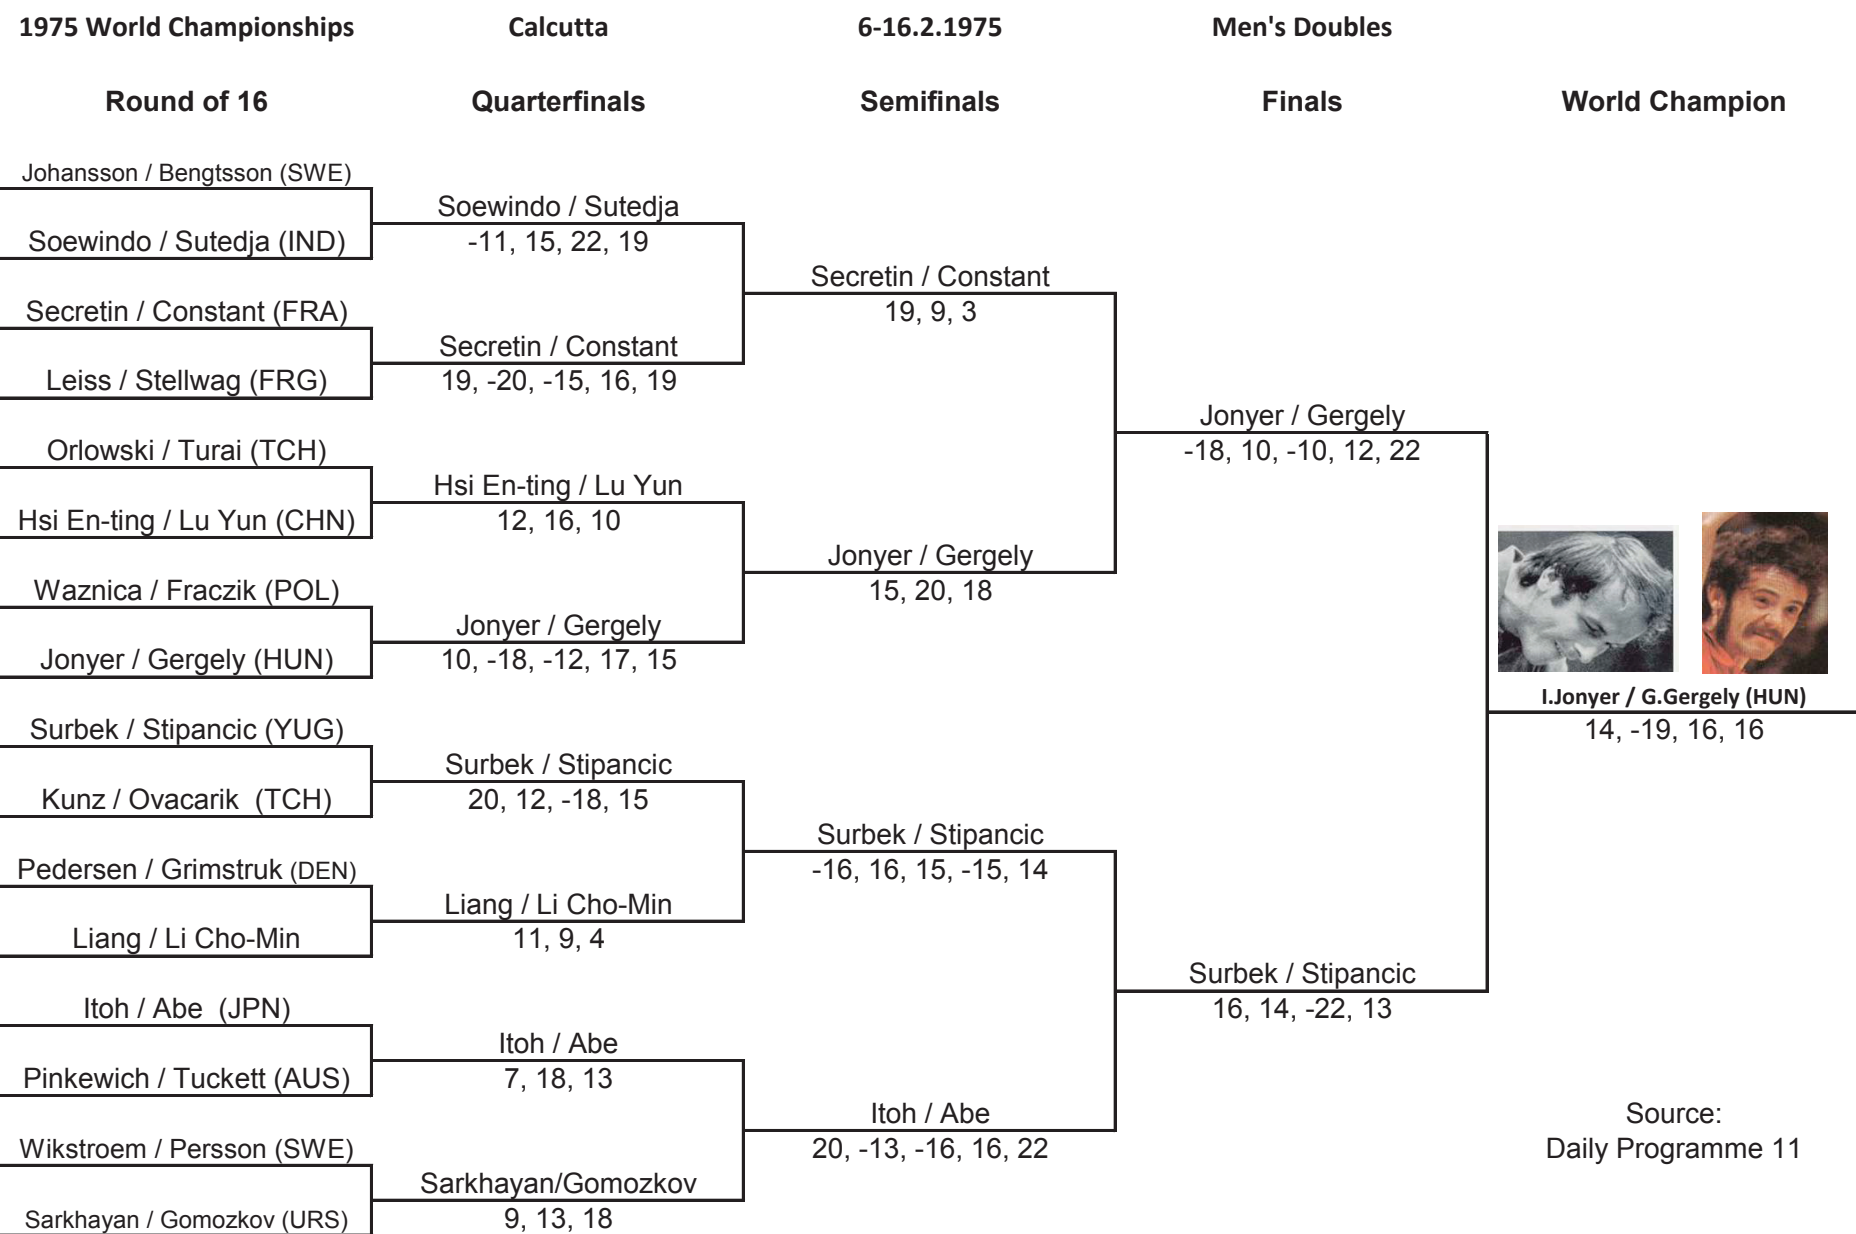 1975 World Championships Calcutta 6-16.2.1975 Men's Doubles
Round of 16 Quarterfinals Semifinals Finals World Champion
Johansson / Bengtsson (SWE)
Soewindo / Sutedja
Soewindo / Sutedja (IND)
-11, 15, 22, 19
Secretin / Constant
Secretin / Constant (FRA)
19, 9, 3
Secretin / Constant
Leiss / Stellwag (FRG)
19, -20, -15, 16, 19
Jonyer / Gergely
Orlowski / Turai (TCH)
-18, 10, -10, 12, 22
Hsi En-ting / Lu Yun
Hsi En-ting / Lu Yun (CHN)
12, 16, 10
Jonyer / Gergely
Waznica / Fraczik (POL)
15, 20, 18
Jonyer / Gergely
Jonyer / Gergely (HUN)
10, -18, -12, 17, 15
I.Jonyer / G.Gergely (HUN)
Surbek / Stipancic (YUG)
14, -19, 16, 16
Surbek / Stipancic
Kunz / Ovacarik (TCH)
20, 12, -18, 15
Surbek / Stipancic
Pedersen / Grimstruk (DEN)
-16, 16, 15, -15, 14
Liang / Li Cho-Min
Liang / Li Cho-Min
11, 9, 4
Surbek / Stipancic
Itoh / Abe (JPN)
16, 14, -22, 13
Itoh / Abe
Pinkewich / Tuckett (AUS)
7, 18, 13
Itoh / Abe
Source:
Wikstroem / Persson (SWE)
20, -13, -16, 16, 22
Daily Programme 11
Sarkhayan/Gomozkov
Sarkhayan / Gomozkov (URS)
9, 13, 18